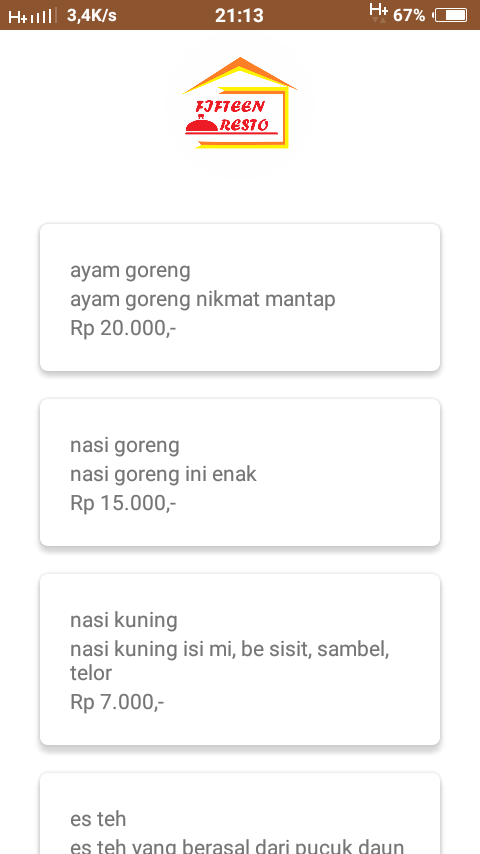 H+ 3,4K/s 21:13 H+ 67%
FIFTEEN
RESTO
ayam goreng
ayam goreng nikmat mantap
Rp 20.000,-
nasi goreng
nasi goreng ini enak
Rp 15.000,-
nasi kuning
nasi kuning isi mi, be sisit, sambel,
telor
Rp 7.000,-
es teh
es teh yang berasal dari pucuk daun